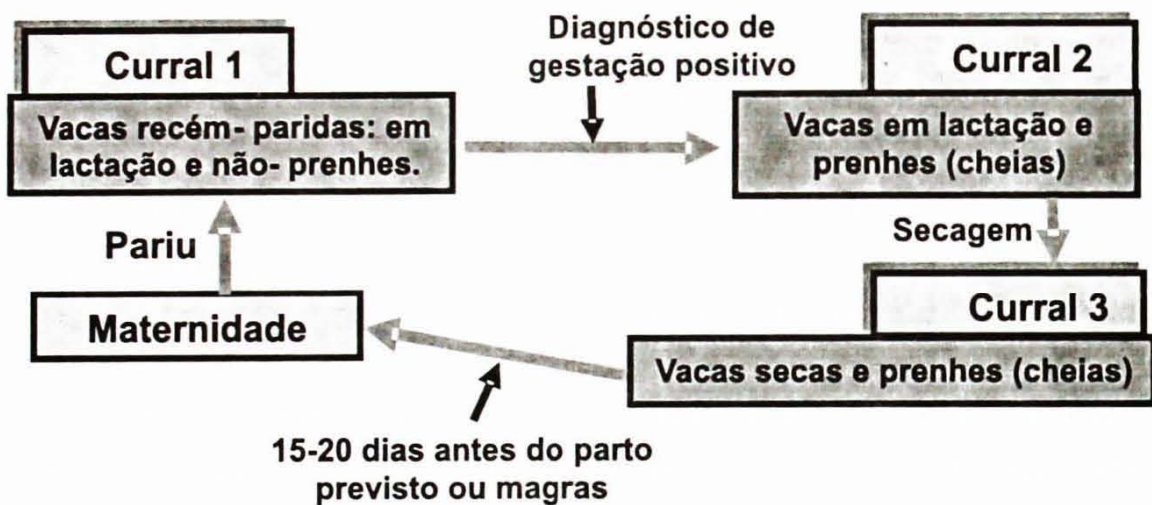 Curral 1
Vacas recém- paridas: em
lactação e não- prenhes.
Diagnóstico de
gestação positivo
Curral 2
Vacas em lactação e
prenhes (cheias)
Secagem
Curral 3
Vacas secas e prenhes (cheias)
15-20 dias antes do parto
previsto ou magras
Maternidade
Pariu